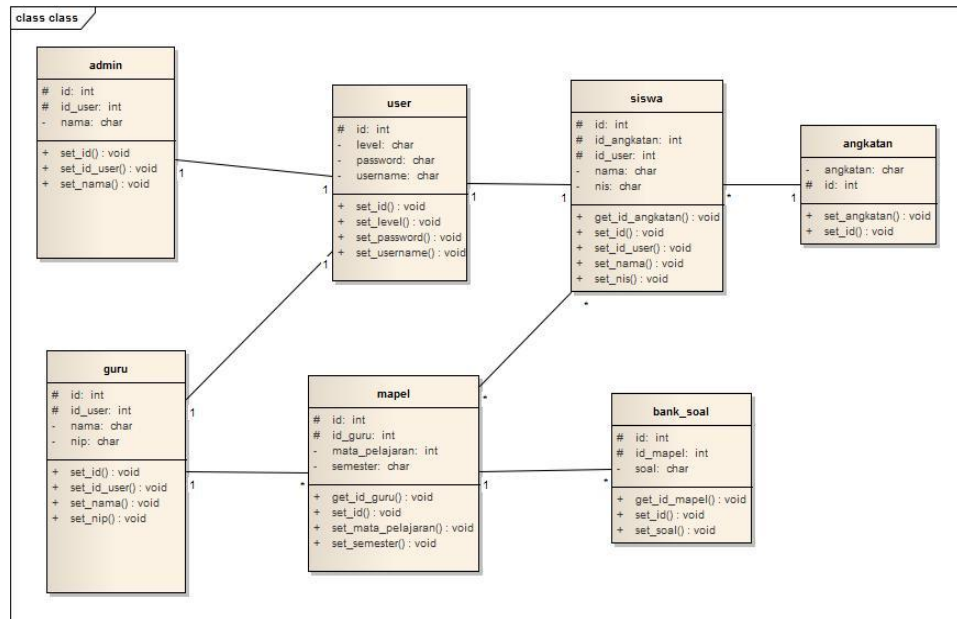 class class
admin
# id: int
# id_user: int
- nama: char
+ set_id() : void
+ set_id_user() : void
+ set_nama() : void
1
user
# id: int
- level: char
- password: char
- username: char
+ set_id() : void
+ set_level() : void
+ set_password() : void
+ set_username() : void
1
1
1
siswa
# id: int
# id_angkatan: int
# id_user: int
- nama: char
- nis: char
+ get_id_angkatan() : void
+ set_id() : void
+ set_id_user() : void
+ set_nama() : void
+ set_nis() : void
1
*
*
angkatan
- angkatan: char
# id: int
+ set_angkatan() : void
+ set_id() : void
1
guru
# id: int
# id_user: int
- nama: char
- nip: char
+ set_id() : void
+ set_id_user() : void
+ set_nama() : void
+ set_nip() : void
1
1
mapel
# id: int
# id_guru: int
- mata_pelajaran: int
- semester: char
+ get_id_guru() : void
+ set_id() : void
+ set_mata_pelajaran() : void
+ set_semester() : void
*
*
1
bank_soal
# id: int
# id_mapel: int
- soal: char
+ get_id_mapel() : void
+ set_id() : void
+ set_soal() : void
*